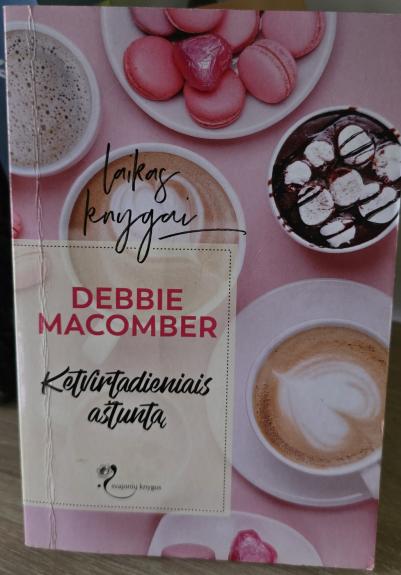 laikas
knygai
DEBBIE
MACOMBER
Ketvirtadieniais
aštuntą
svajonių knygos